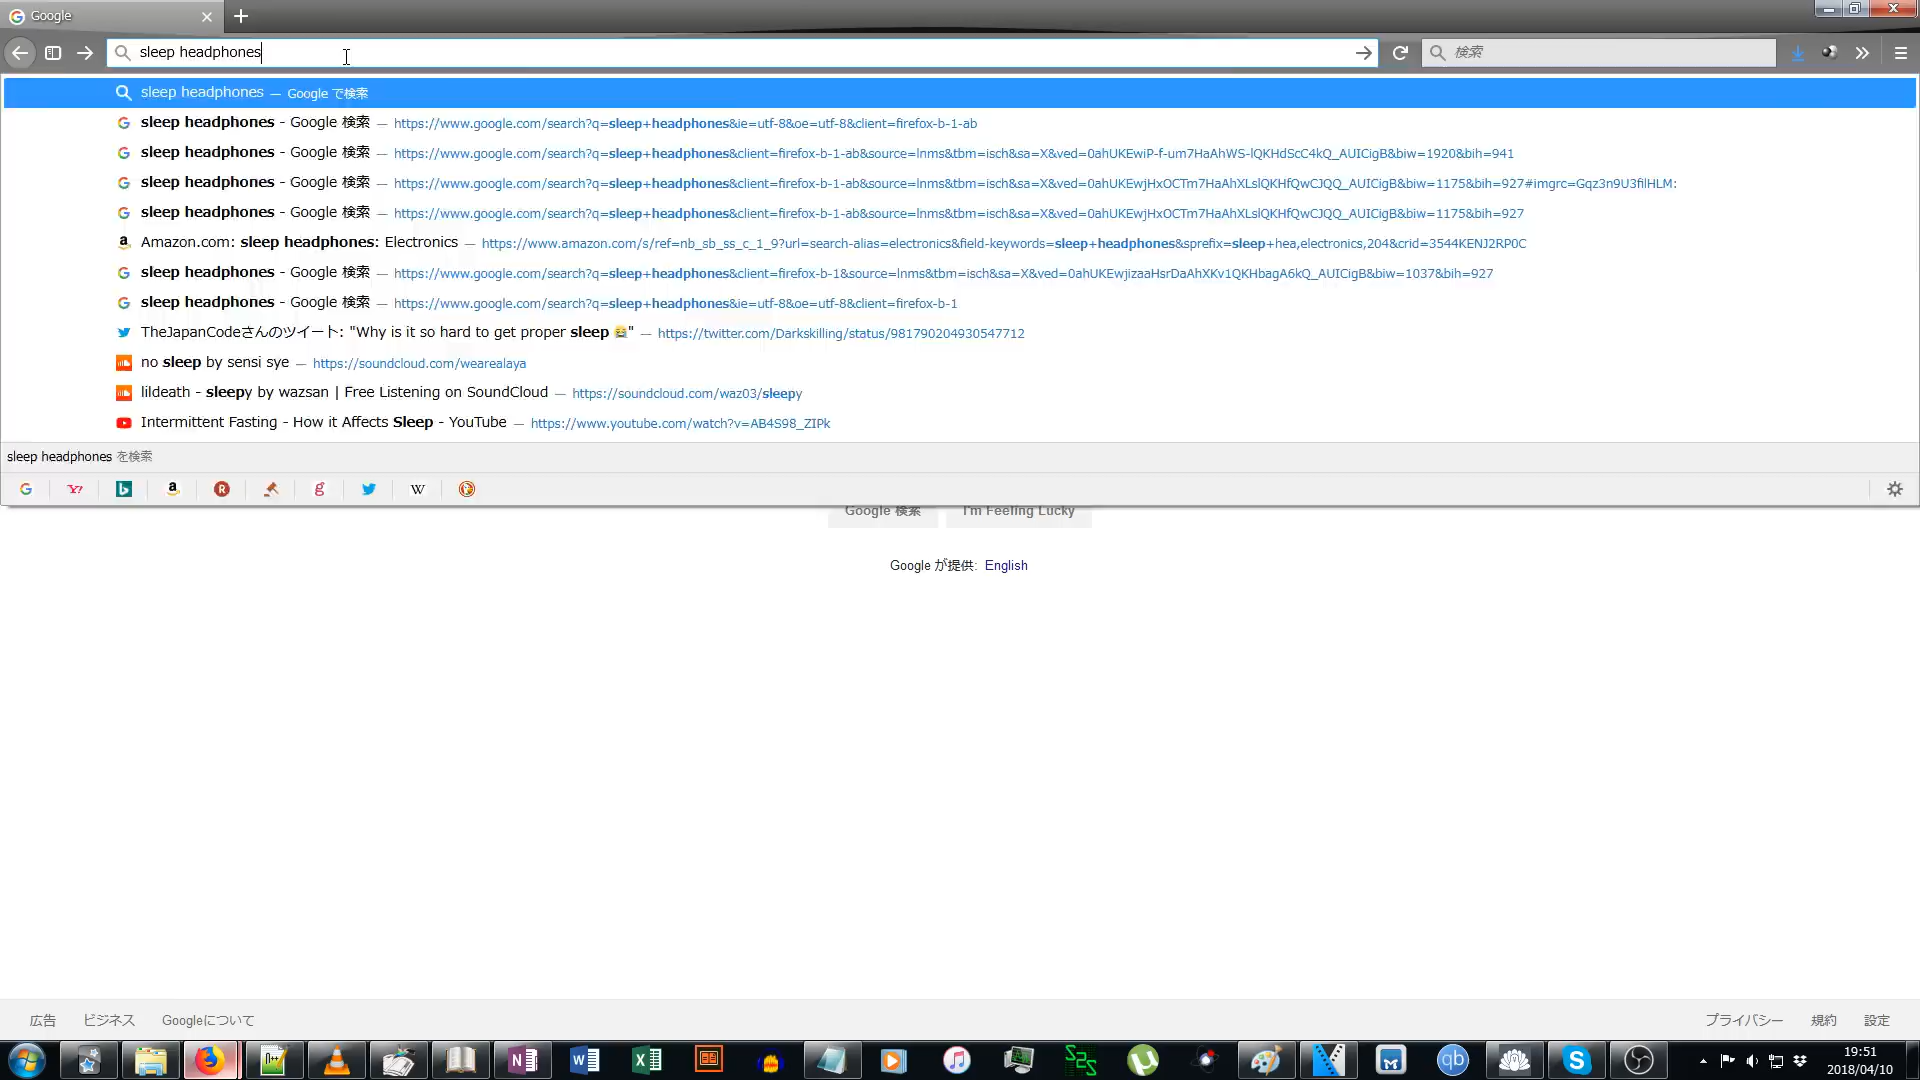 Google
sleep headphones
検索
sleep headphones — Google で検索
sleep headphones - Google 検索 — https://www.google.com/search?q=sleep+headphones&ie=utf-8&oe=utf-8&client=firefox-b-1-ab
sleep headphones - Google 検索 — https://www.google.com/search?q=sleep+headphones&client=firefox-b-1-ab&source=lnms&tbm=isch&sa=X&ved=0ahUKEwiP-f-um7HaAhWS-lQKHdScC4kQ_AUICigB&biw=1920&bih=941
sleep headphones - Google 検索 — https://www.google.com/search?q=sleep+headphones&client=firefox-b-1-ab&source=lnms&tbm=isch&sa=X&ved=0ahUKEwjHxOCTm7HaAhXLslQKHfQwCJQQ_AUICigB&biw=1175&bih=927#imgrc=Gqz3n9U3filHLM:
sleep headphones - Google 検索 — https://www.google.com/search?q=sleep+headphones&client=firefox-b-1-ab&source=lnms&tbm=isch&sa=X&ved=0ahUKEwjHxOCTm7HaAhXLslQKHfQwCJQQ_AUICigB&biw=1175&bih=927
Amazon.com: sleep headphones: Electronics — https://www.amazon.com/s/ref=nb_sb_ss_c_1_9?url=search-alias=electronics&field-keywords=sleep+headphones&sprefix=sleep+hea,electronics,204&crid=3544KENJ2RP0C
sleep headphones - Google 検索 — https://www.google.com/search?q=sleep+headphones&client=firefox-b-1&source=lnms&tbm=isch&sa=X&ved=0ahUKEwjizaaHsrDaAhXKv1QKHbagA6kQ_AUICigB&biw=1037&bih=927
sleep headphones - Google 検索 — https://www.google.com/search?q=sleep+headphones&ie=utf-8&oe=utf-8&client=firefox-b-1
TheJapanCodeさんのツイート: "Why is it so hard to get proper sleep 😂" — https://twitter.com/Darkskilling/status/981790204930547712
no sleep by sensi sye — https://soundcloud.com/wearealaya
lildeath - sleepy by wazsan | Free Listening on SoundCloud — https://soundcloud.com/waz03/sleepy
Intermittent Fasting - How it Affects Sleep - YouTube — https://www.youtube.com/watch?v=AB4S98_ZIPk
sleep headphones を検索
Google 検索 I'm Feeling Lucky
Google が提供: English
広告 ビジネス Googleについて プライバシー 規約 設定
19:51
2018/04/10